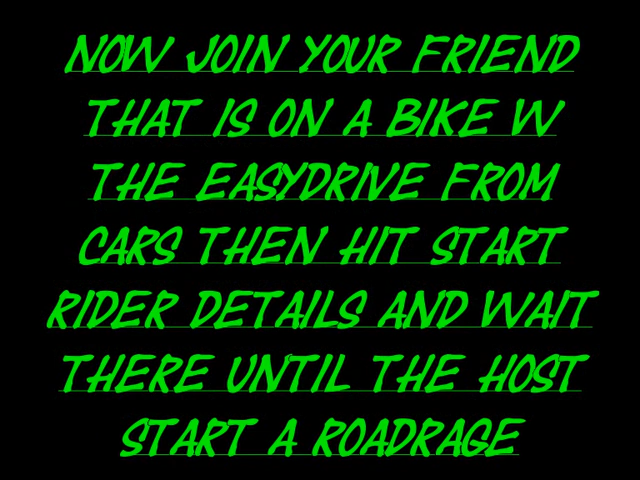 NOW JOIN YOUR FRIEND
THAT IS ON A BIKE W
THE EASYDRIVE FROM
CARS THEN HIT START
RIDER DETAILS AND WAIT
THERE UNTIL THE HOST
START A ROADRAGE